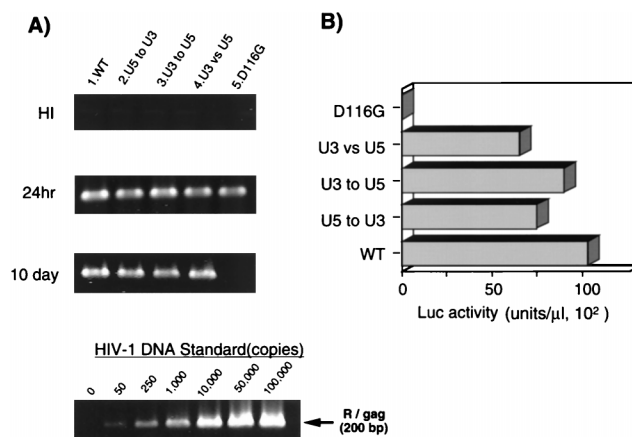 A)
1.WT
2.U5 to U3
3.U3 to U5
4.U3 vs U5
5.D116G
HI
24hr
10 day
HIV-1 DNA Standard(copies)
0
50
250
1,000
10,000
50,000
100,000
R / gag
(200 bp)
B)
D116G
U3 vs U5
U3 to U5
U5 to U3
WT
0 50 100
Luc activity (units/µl, 10²)